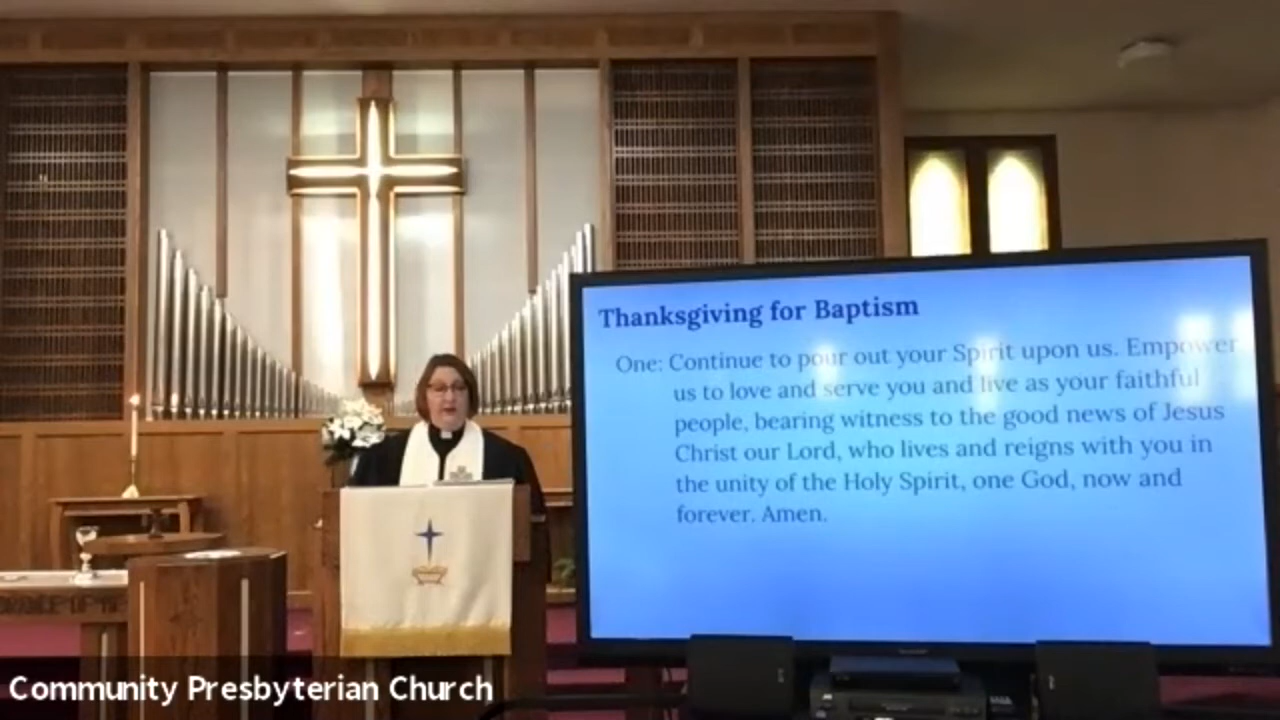 Thanksgiving for Baptism
One: Continue to pour out your Spirit upon us. Empower
us to love and serve you and live as your faithful
people, bearing witness to the good news of Jesus
Christ our Lord, who lives and reigns with you in
the unity of the Holy Spirit, one God, now and
forever. Amen.
Community Presbyterian Church